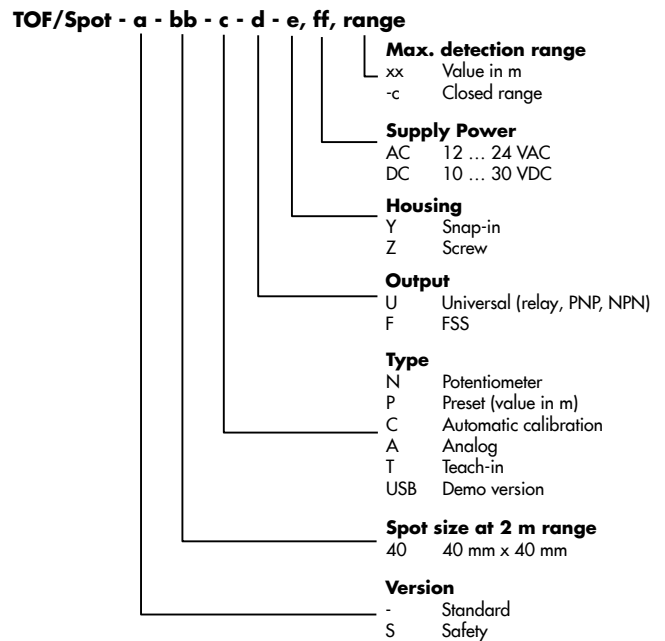 TOF/Spot - a - bb - c - d - e, ff, range
Max. detection range
xx Value in m
-c Closed range
Supply Power
AC 12 ... 24 VAC
DC 10 ... 30 VDC
Housing
Y Snap-in
Z Screw
Output
U Universal (relay, PNP, NPN)
F FSS
Type
N Potentiometer
P Preset (value in m)
C Automatic calibration
A Analog
T Teach-in
USB Demo version
Spot size at 2 m range
40 40 mm x 40 mm
Version
- Standard
S Safety